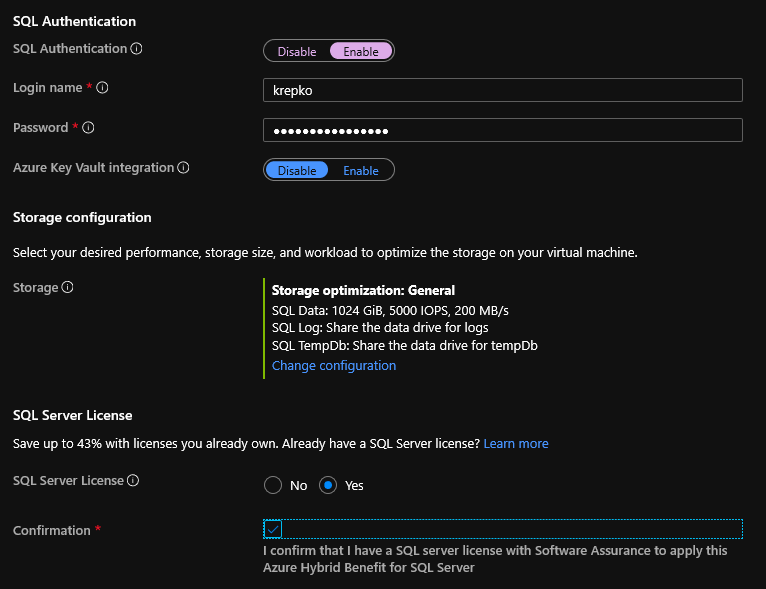 SQL Authentication
SQL Authentication
Disable Enable
Login name *
krepko
Password *
••••••••••••••••
Azure Key Vault integration
Disable Enable
Storage configuration
Select your desired performance, storage size, and workload to optimize the storage on your virtual machine.
Storage
Storage optimization: General
SQL Data: 1024 GiB, 5000 IOPS, 200 MB/s
SQL Log: Share the data drive for logs
SQL TempDb: Share the data drive for tempDb
Change configuration
SQL Server License
Save up to 43% with licenses you already own. Already have a SQL Server license? Learn more
SQL Server License
No Yes
Confirmation *
I confirm that I have a SQL server license with Software Assurance to apply this
Azure Hybrid Benefit for SQL Server